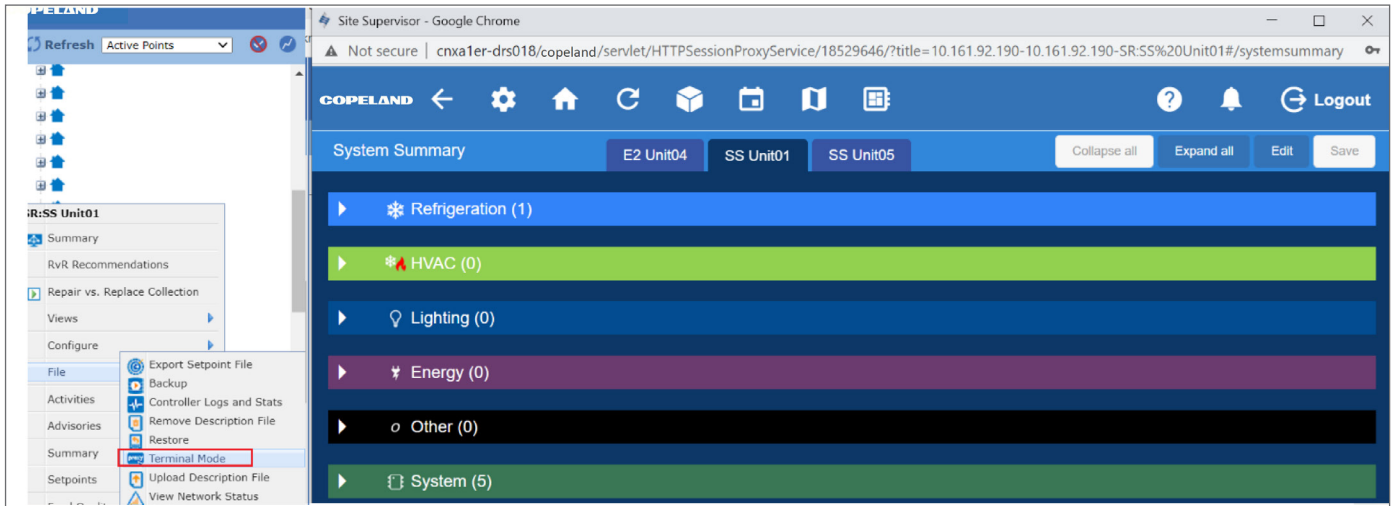 COPELAND
Refresh Active Points
SR:SS Unit01
Summary
RvR Recommendations
Repair vs. Replace Collection
Views
Configure
File
Activities
Advisories
Summary
Setpoints
Export Setpoint File
Backup
Controller Logs and Stats
Remove Description File
Restore
Terminal Mode
Upload Description File
View Network Status
Site Supervisor - Google Chrome
Not secure | cnxa1er-drs018/copeland/servlet/HTTPSessionProxyService/18529646/?title=10.161.92.190-10.161.92.190-SR:SS%20Unit01#/systemsummary
COPELAND Logout
System Summary E2 Unit04 SS Unit01 SS Unit05 Collapse all Expand all Edit Save
Refrigeration (1)
HVAC (0)
Lighting (0)
Energy (0)
Other (0)
System (5)